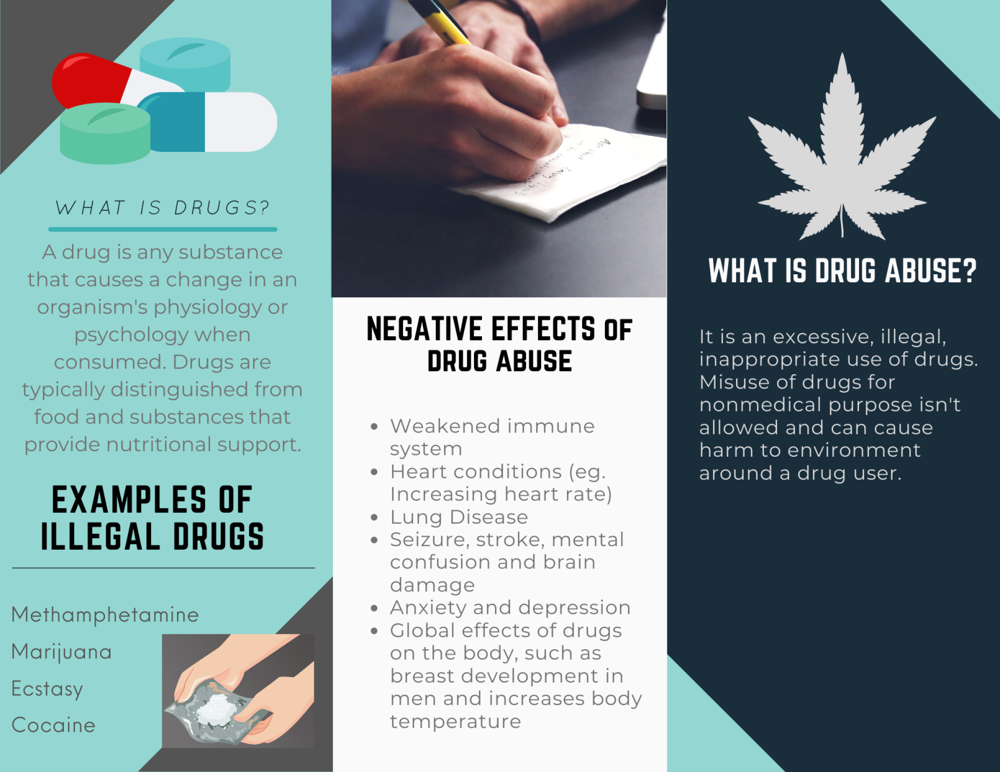 WHAT IS DRUGS?
A drug is any substance
that causes a change in an
organism's physiology or
psychology when
consumed. Drugs are
typically distinguished from
food and substances that
provide nutritional support.
EXAMPLES OF
ILLEGAL DRUGS
Methamphetamine
Marijuana
Ecstasy
Cocaine
NEGATIVE EFFECTS OF
DRUG ABUSE
• Weakened immune
system
• Heart conditions (eg.
Increasing heart rate)
• Lung Disease
• Seizure, stroke, mental
confusion and brain
damage
• Anxiety and depression
• Global effects of drugs
on the body, such as
breast development in
men and increases body
temperature
WHAT IS DRUG ABUSE?
It is an excessive, illegal,
inappropriate use of drugs.
Misuse of drugs for
nonmedical purpose isn't
allowed and can cause
harm to environment
around a drug user.